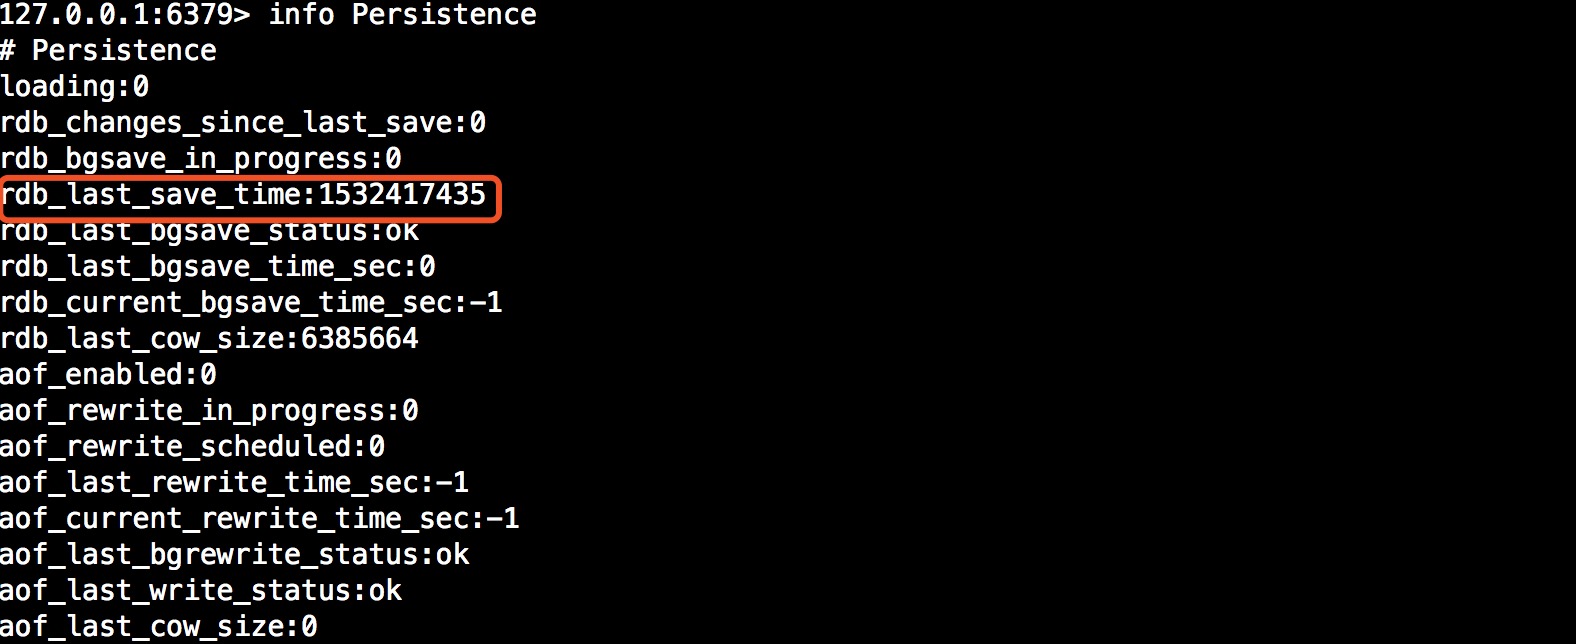 127.0.0.1:6379> info Persistence
# Persistence
loading:0
rdb_changes_since_last_save:0
rdb_bgsave_in_progress:0
rdb_last_save_time:1532417435
rdb_last_bgsave_status:ok
rdb_last_bgsave_time_sec:0
rdb_current_bgsave_time_sec:-1
rdb_last_cow_size:6385664
aof_enabled:0
aof_rewrite_in_progress:0
aof_rewrite_scheduled:0
aof_last_rewrite_time_sec:-1
aof_current_rewrite_time_sec:-1
aof_last_bgrewrite_status:ok
aof_last_write_status:ok
aof_last_cow_size:0